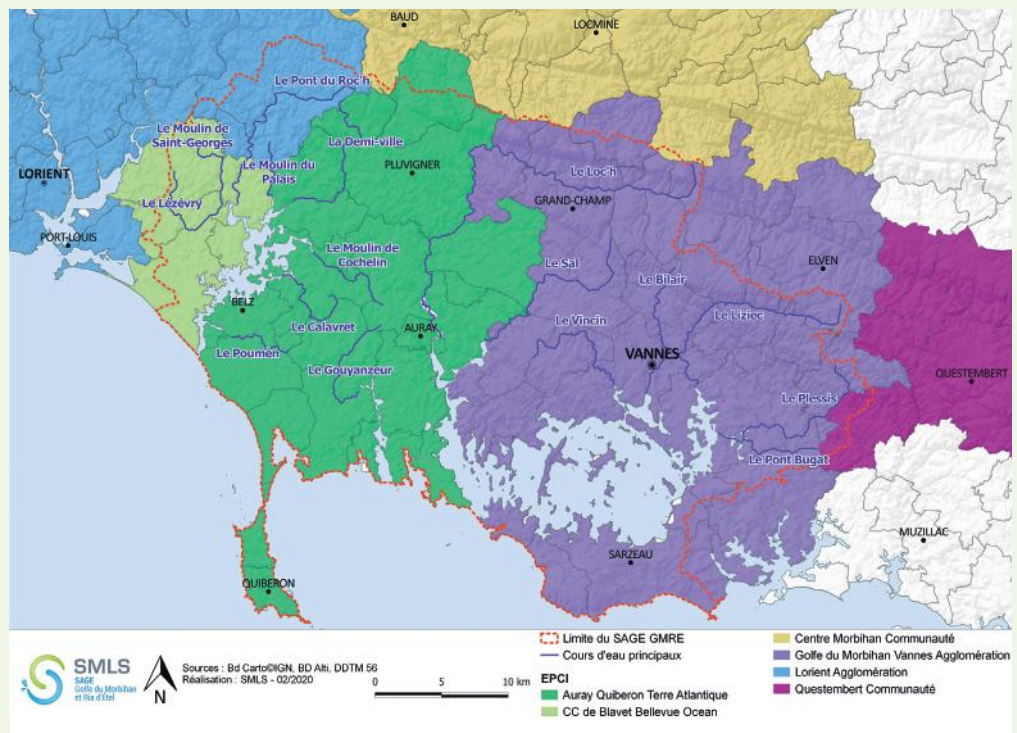 BAUD
LOCMINE
Le Pont du Roc'h
Le Moulin de
Saint-Georges
La Demi-ville
LORIENT
Le Moulin du
Palais
PLUVIGNER
Le Loc'h
Le Lézévry
GRAND-CHAMP
PORT-LOUIS
Le Moulin de
Cochelin
Le Sal
Le Bilair
ELVEN
BELZ
Le Calavret
AURAY
Le Vincin
Le Liziec
Le Poumèn
VANNES
Le Gouyanzeur
QUESTEMBERT
Le Plessis
Le Pont Bugat
MUZILLAC
SARZEAU
QUIBERON
SMLS
SAGE
Golfe du Morbihan
et Ria d'Étel
N
Sources : Bd Carto©IGN, BD Alti, DDTM 56
Réalisation : SMLS - 02/2020
0 5 10 km
Limite du SAGE GMRE
Cours d'eau principaux
EPCI
Auray Quiberon Terre Atlantique
CC de Blavet Bellevue Ocean
Centre Morbihan Communauté
Golfe du Morbihan Vannes Agglomération
Lorient Agglomération
Questembert Communauté